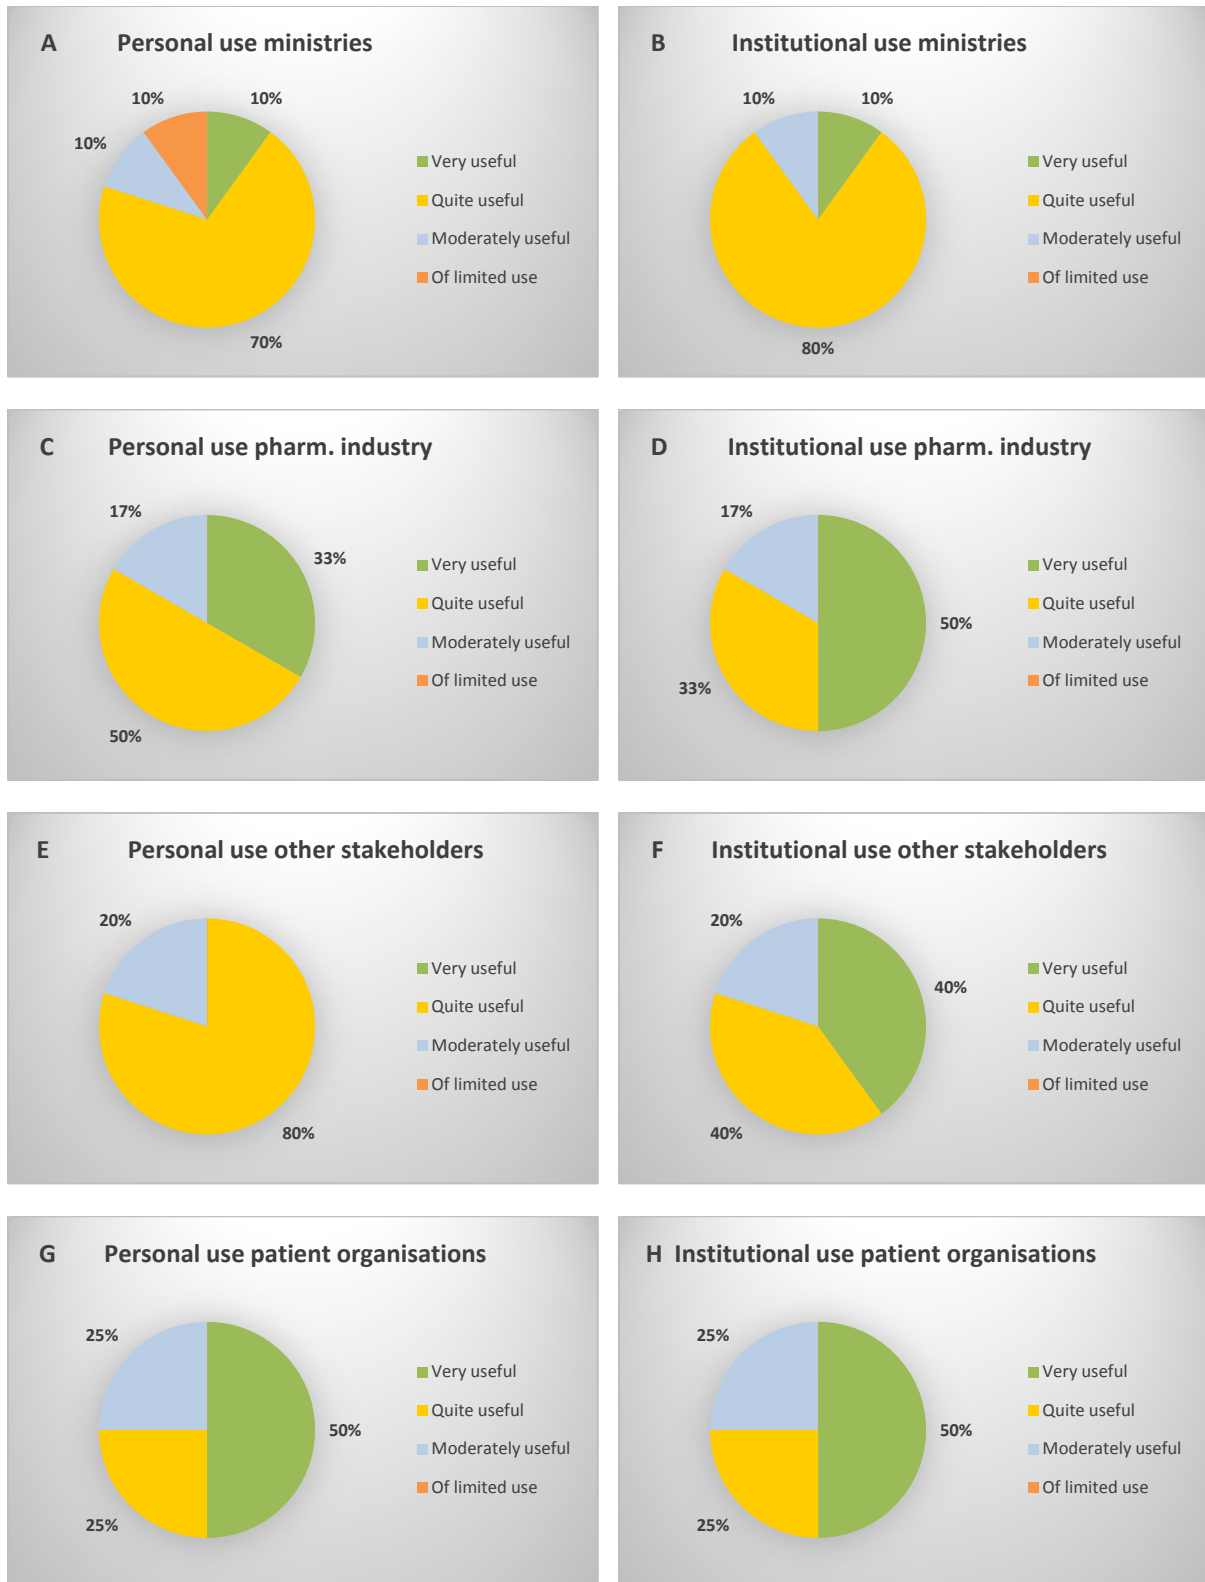 A Personal use ministries
10%
10%
10%
70%
Very useful
Quite useful
Moderately useful
Of limited use
B Institutional use ministries
10%
10%
80%
Very useful
Quite useful
Moderately useful
Of limited use
C Personal use pharm. industry
17%
33%
50%
Very useful
Quite useful
Moderately useful
Of limited use
D Institutional use pharm. industry
17%
50%
33%
Very useful
Quite useful
Moderately useful
Of limited use
E Personal use other stakeholders
20%
80%
Very useful
Quite useful
Moderately useful
Of limited use
F Institutional use other stakeholders
20%
40%
40%
Very useful
Quite useful
Moderately useful
Of limited use
G Personal use patient organisations
25%
50%
25%
Very useful
Quite useful
Moderately useful
Of limited use
H Institutional use patient organisations
25%
50%
25%
Very useful
Quite useful
Moderately useful
Of limited use